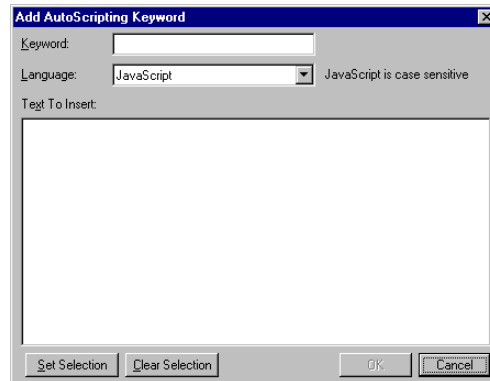 Add AutoScripting Keyword
Keyword:
Language: JavaScript JavaScript is case sensitive
Text To Insert:
Set Selection Clear Selection OK Cancel